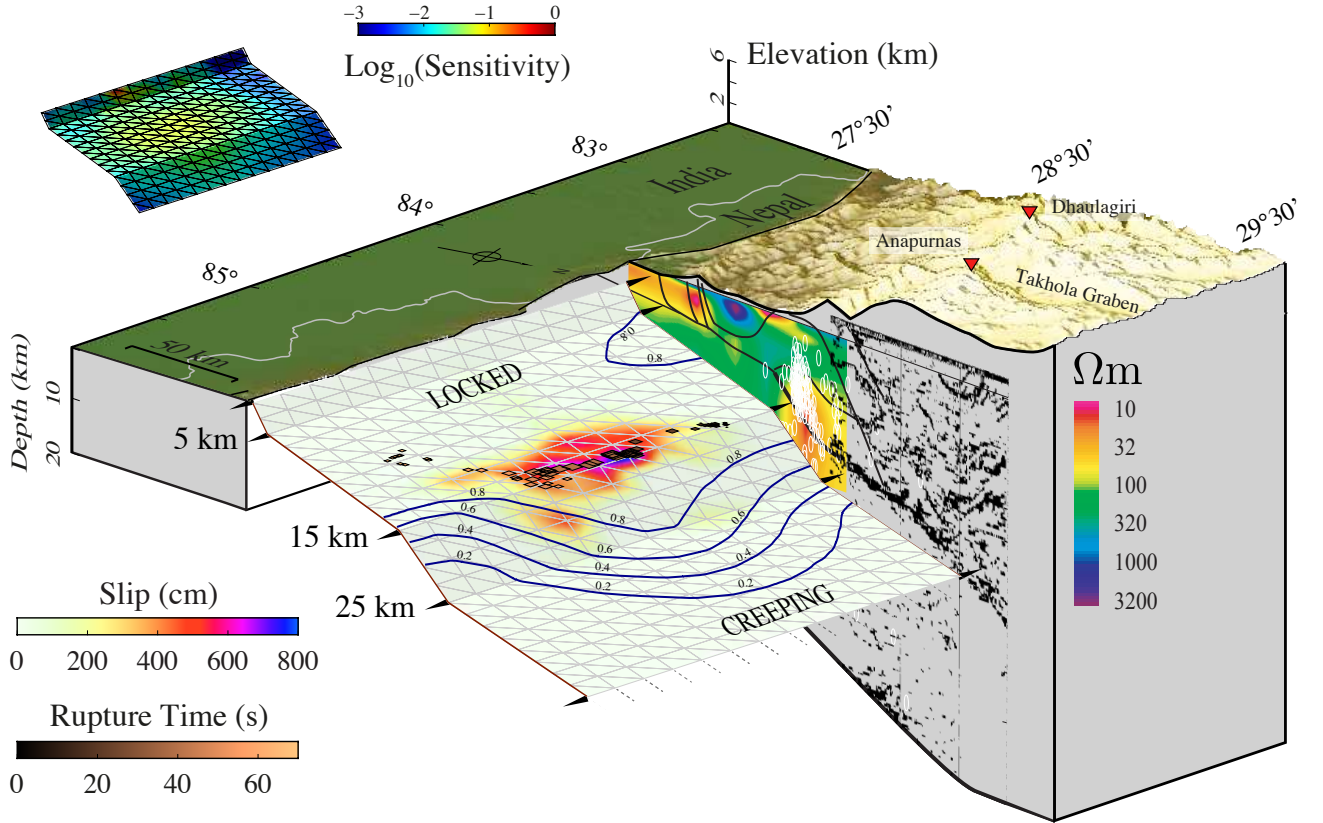 −3 −2 −1 0
Log10(Sensitivity)
6
2
Elevation (km)
27°30’
28°30’
29°30’
83°
84°
85°
India
Nepal
Dhaulagiri
Anapurnas
Takhola Graben
N
50 km
Depth (km)
10
20
5 km
15 km
25 km
LOCKED
CREEPING
0.8
0.8
0.8
0.8
0.8
0.6
0.6
0.6
0.4
0.4
0.4
0.2
0.2
0.2
Ωm
10
32
100
320
1000
3200
Slip (cm)
0 200 400 600 800
Rupture Time (s)
0 20 40 60